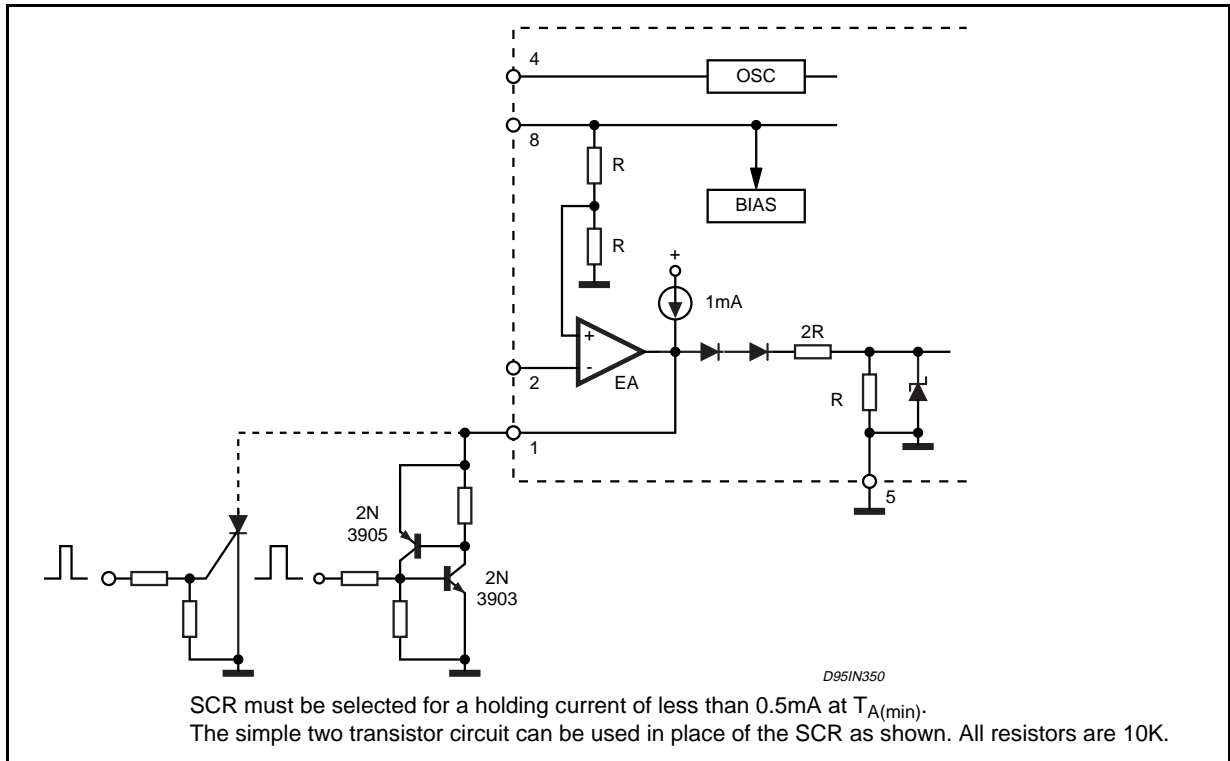 4
OSC
8
R
BIAS
R
+
1mA
2R
+
-
2
EA
R
1
5
2N
3905
2N
3903
D95IN350
SCR must be selected for a holding current of less than 0.5mA at TA(min).
The simple two transistor circuit can be used in place of the SCR as shown. All resistors are 10K.